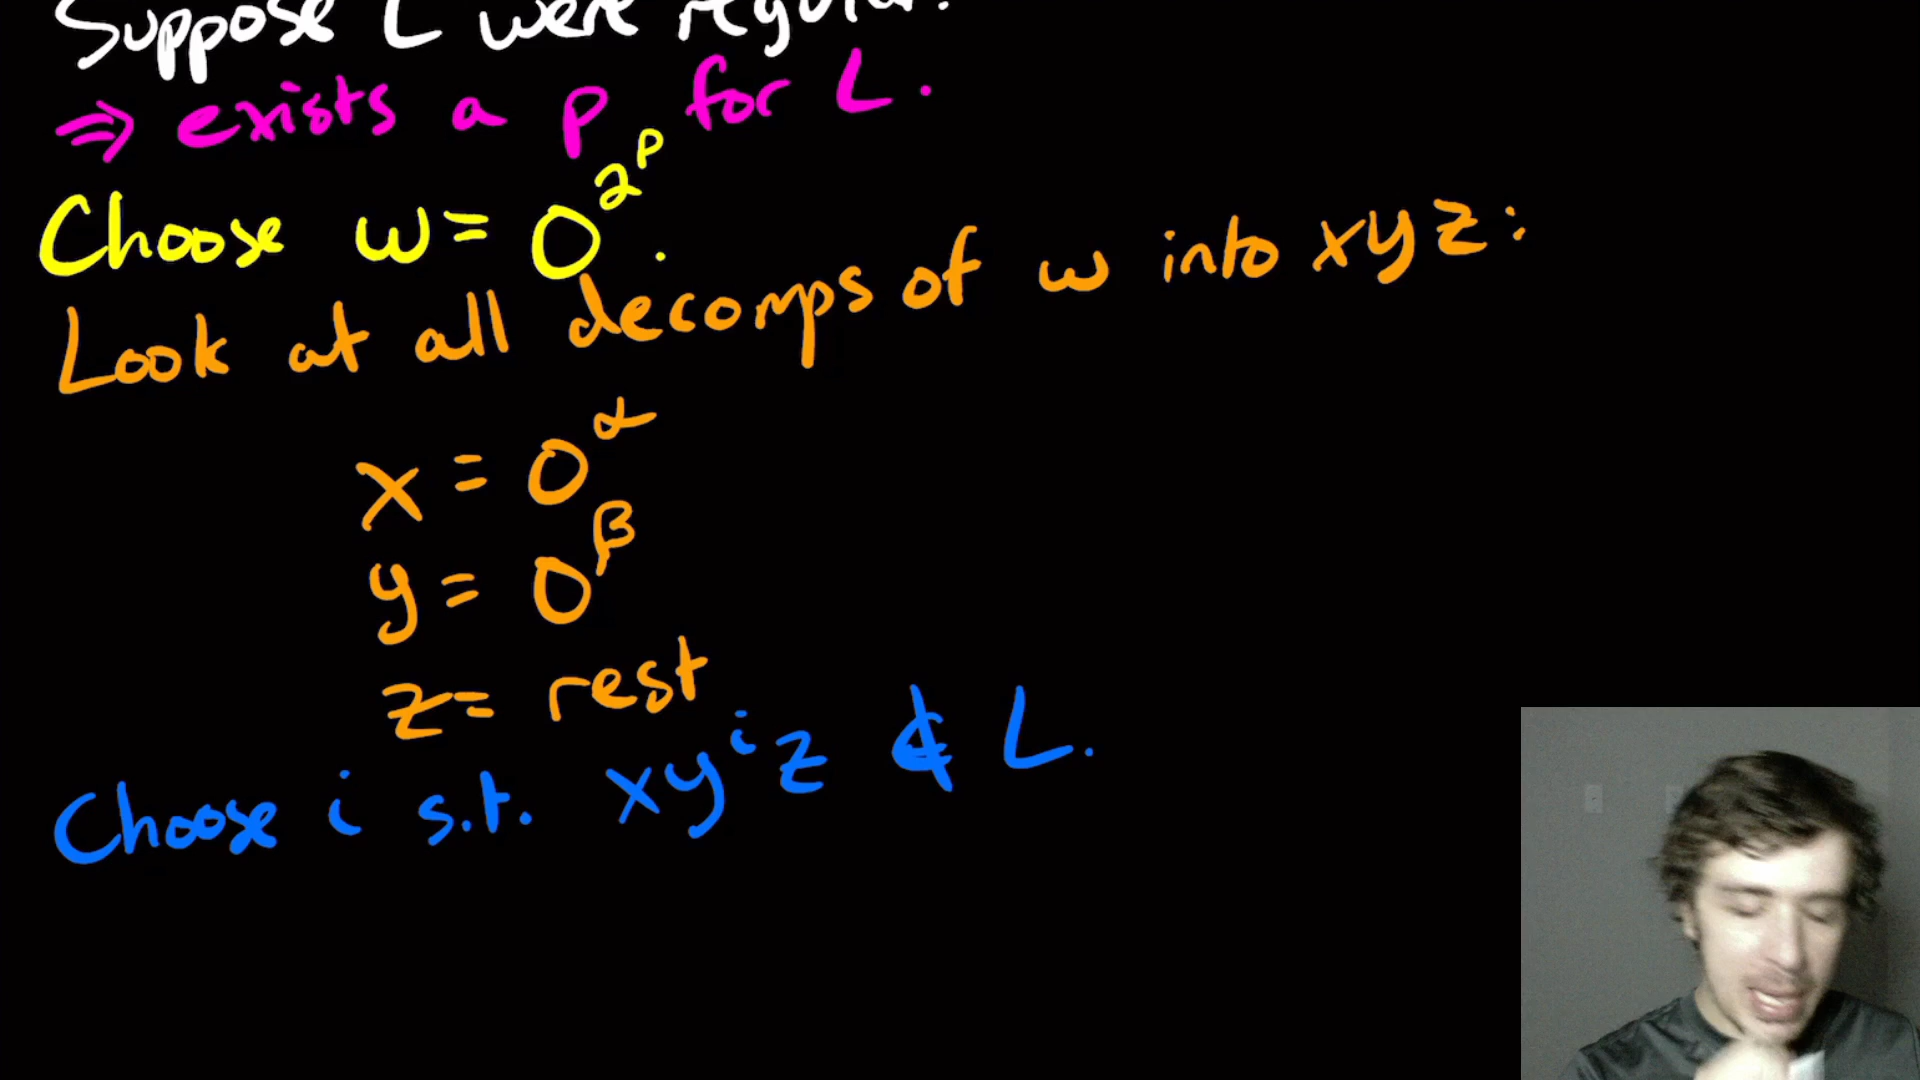 Suppose L were regular.
⇒ exists a p for L.
Choose w = 0^{2^p}.
Look at all decomps of w into xyz:
x = 0^α
y = 0^β
z = rest
Choose i s.t. xy^i z ∉ L.